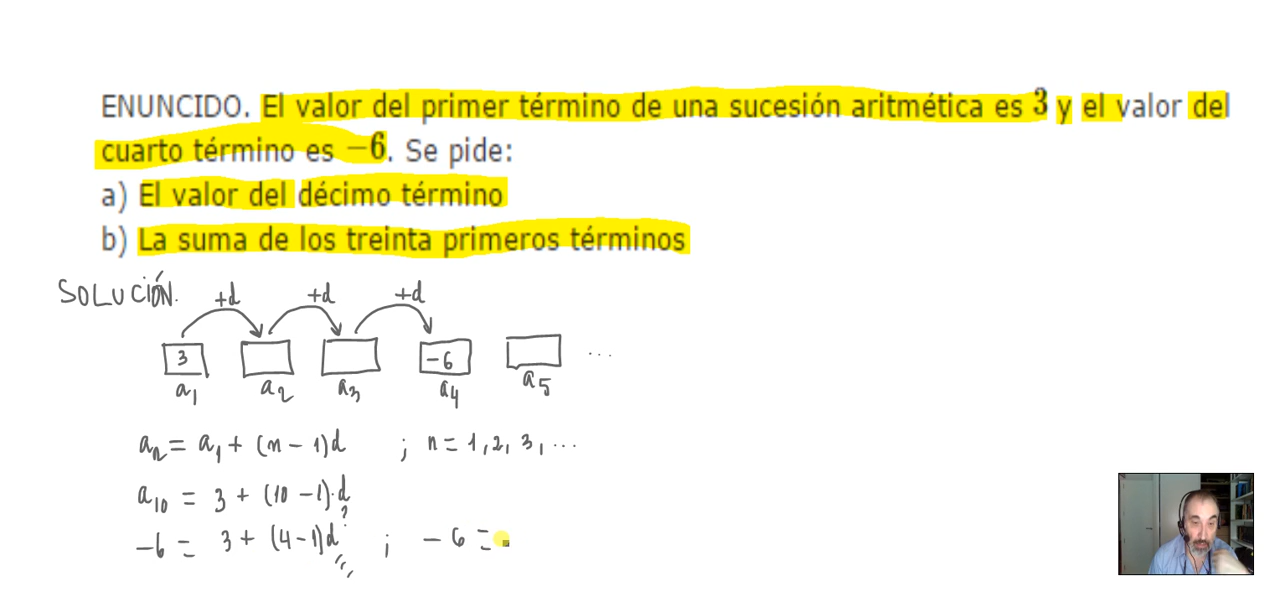 ENUNCIDO. El valor del primer término de una sucesión aritmética es 3 y el valor del
cuarto término es −6. Se pide:
a) El valor del décimo término
b) La suma de los treinta primeros términos
SOLUCIÓN.
+d +d +d
3 -6 ...
a1 a2 a3 a4 a5
an = a1 + (n - 1)d ; n = 1, 2, 3, ...
a10 = 3 + (10 - 1)·d
?
-6 = 3 + (4-1)d ; -6 =